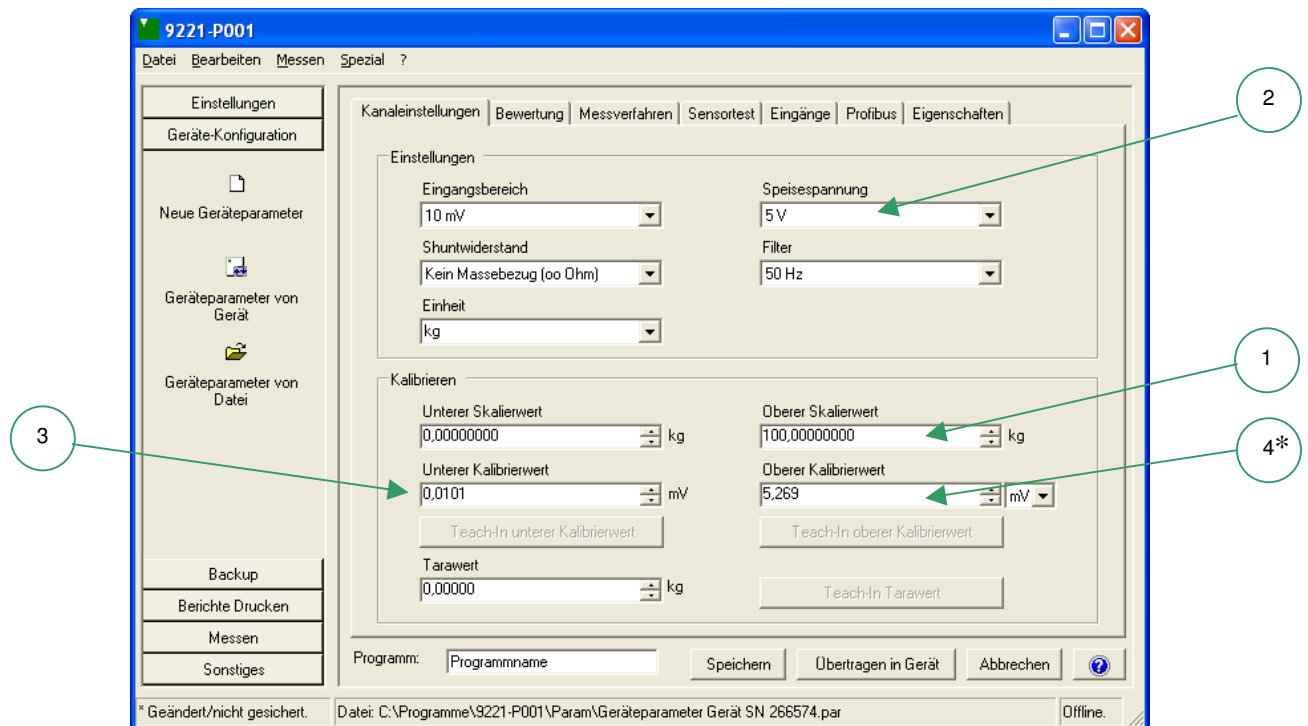 9221-P001
Datei Bearbeiten Messen Spezial ?
Einstellungen
Geräte-Konfiguration
Neue Geräteparameter
Geräteparameter von
Gerät
Geräteparameter von
Datei
Backup
Berichte Drucken
Messen
Sonstiges
Kanaleinstellungen Bewertung Messverfahren Sensortest Eingänge Profibus Eigenschaften
Einstellungen
Eingangsbereich
10 mV
Speisespannung
5 V
Shuntwiderstand
Kein Massebezug (oo Ohm)
Filter
50 Hz
Einheit
kg
Kalibrieren
Unterer Skalierwert
0,00000000 kg
Oberer Skalierwert
100,00000000 kg
Unterer Kalibrierwert
0,0101 mV
Oberer Kalibrierwert
5,269 mV
Teach-In unterer Kalibrierwert
Teach-In oberer Kalibrierwert
Tarawert
0,00000 kg
Teach-In Tarawert
Programm: Programmname Speichern Übertragen in Gerät Abbrechen ?
* Geändert/nicht gesichert. Datei: C:\Programme\9221-P001\Param\Geräteparameter Gerät SN 266574.par Offline.
2
1
3
4*